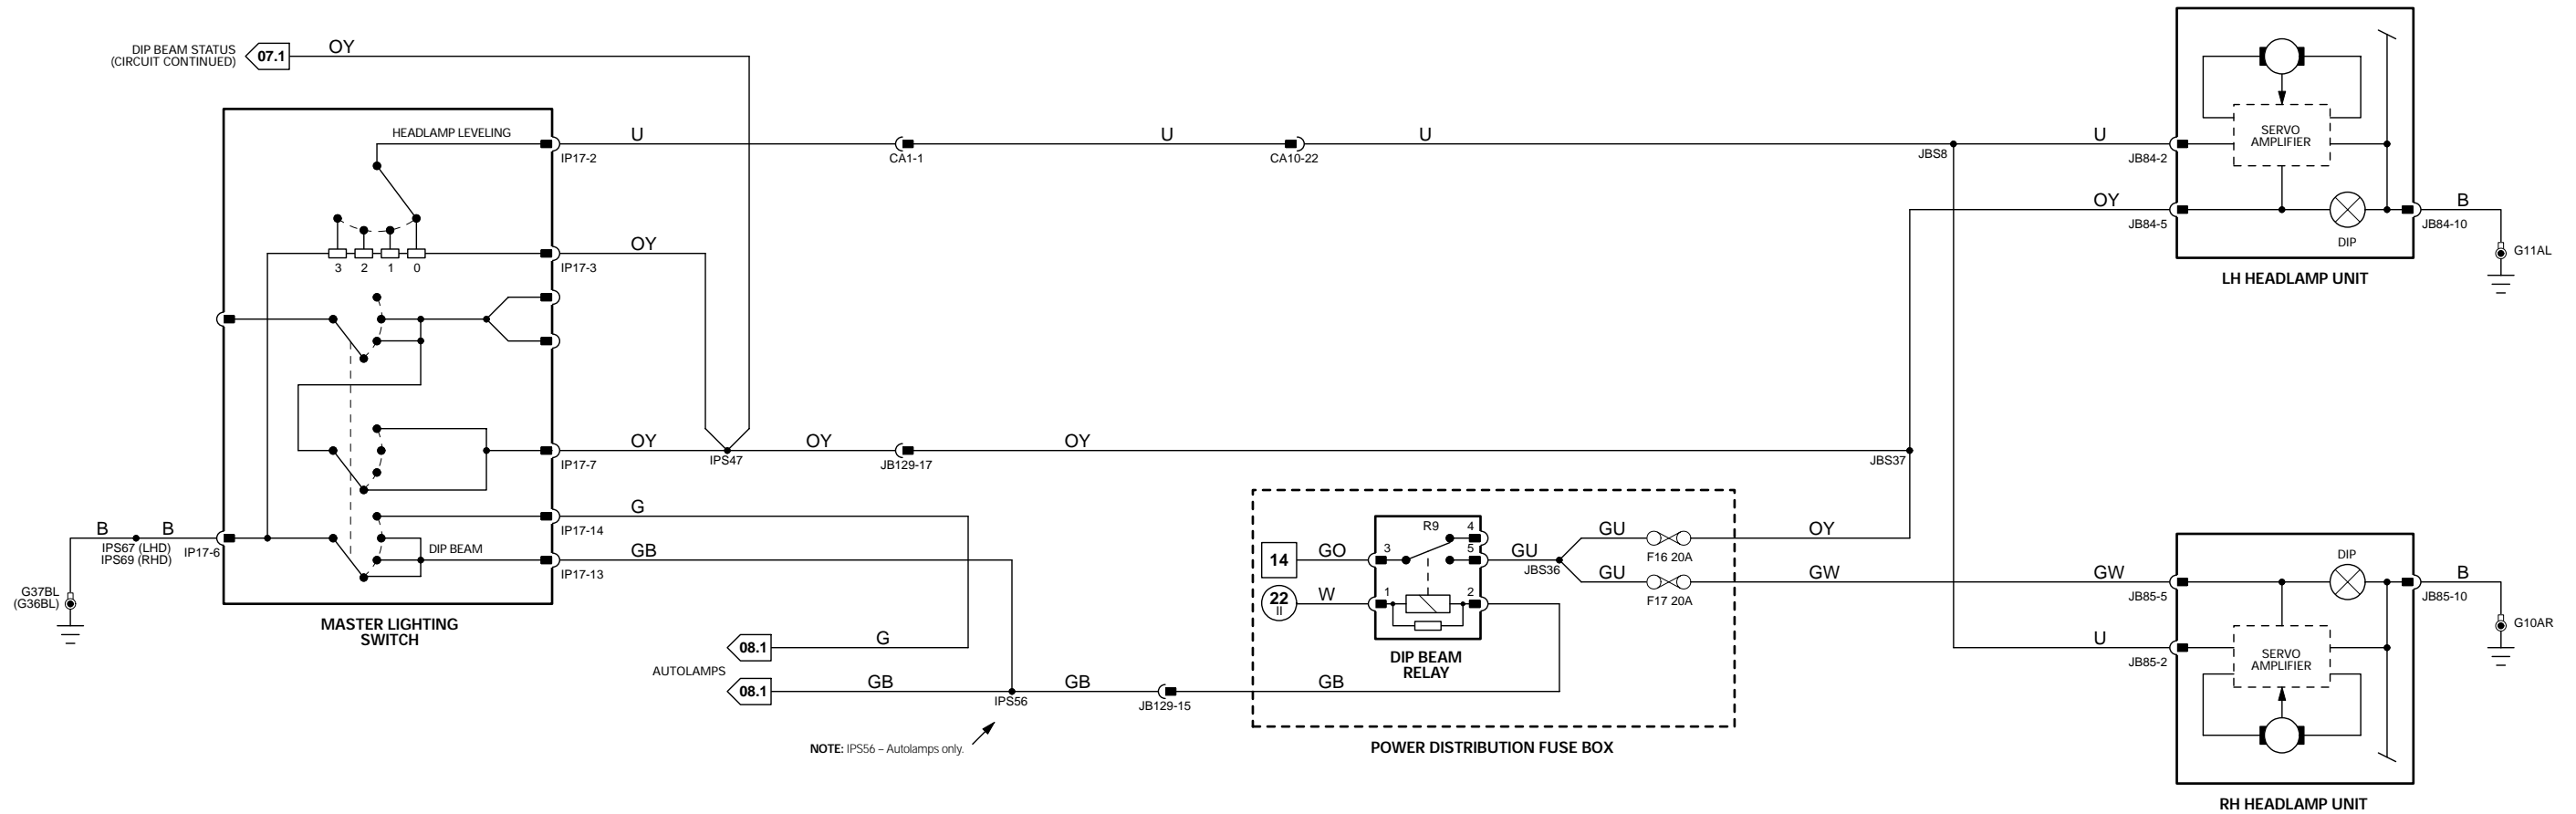 DIP BEAM STATUS
(CIRCUIT CONTINUED)
07.1
OY
HEADLAMP LEVELING
IP17-2
U
CA1-1
U
CA10-22
U
JBS8
U
JB84-2
SERVO
AMPLIFIER
OY
JB84-5
DIP
JB84-10
B
G11AL
LH HEADLAMP UNIT
3 2 1 0
IP17-3
OY
IP17-7
OY
IPS47
OY
JB129-17
OY
JBS37
IP17-14
G
DIP BEAM
IP17-13
GB
B B
IPS67 (LHD)
IPS69 (RHD)
IP17-6
G37BL
(G36BL)
MASTER LIGHTING
SWITCH
AUTOLAMPS
08.1
G
08.1
GB
IPS56
GB
JB129-15
GB
NOTE: IPS56 – Autolamps only.
14
GO
22
II
W
R9
3
4
5
1
2
DIP BEAM
RELAY
GU
JBS36
GU
F16 20A
OY
GU
F17 20A
GW
POWER DISTRIBUTION FUSE BOX
GW
JB85-5
DIP
JB85-10
B
G10AR
U
JB85-2
SERVO
AMPLIFIER
RH HEADLAMP UNIT